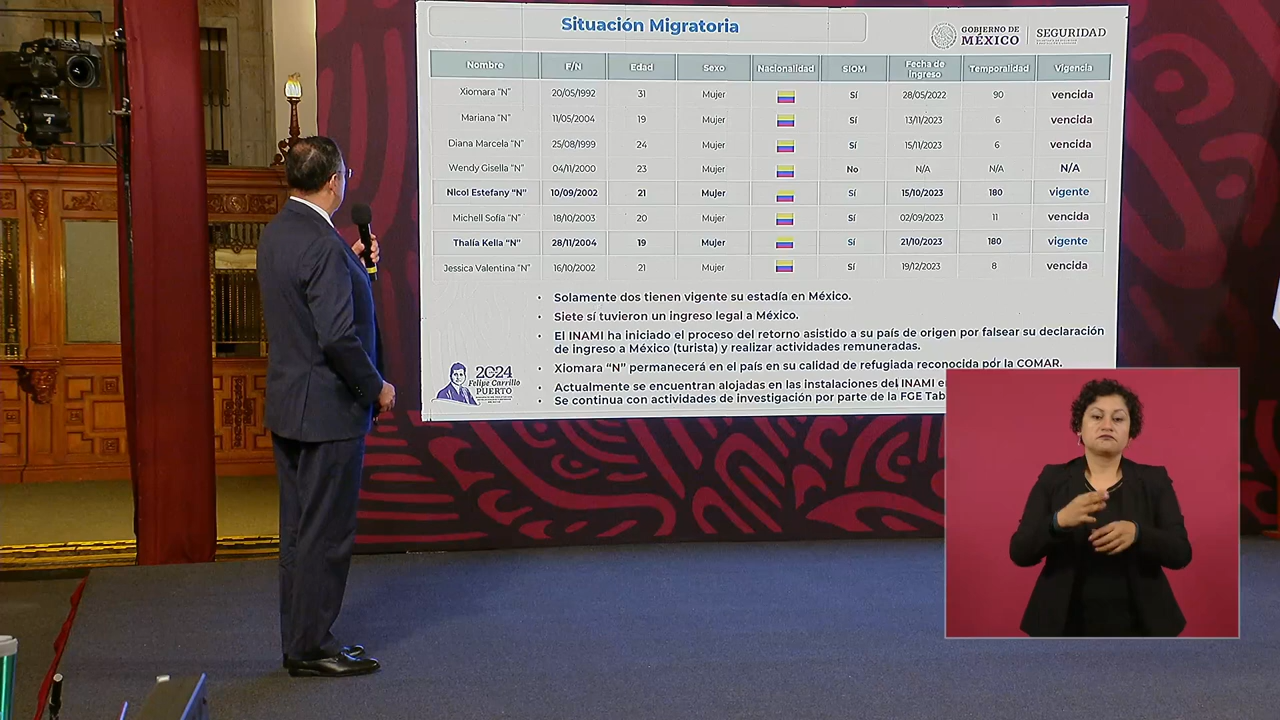 Situación Migratoria
GOBIERNO DE MÉXICO
SEGURIDAD
Nombre F/N Edad Sexo Nacionalidad SIOM Fecha de ingreso Temporalidad Vigencia
Xiomara "N" 20/05/1992 31 Mujer Sí 28/05/2022 90 vencida
Mariana "N" 11/05/2004 19 Mujer Sí 13/11/2023 6 vencida
Diana Marcela "N" 25/08/1999 24 Mujer Sí 15/11/2023 6 vencida
Wendy Gisella "N" 04/11/2000 23 Mujer No N/A N/A N/A
Nicol Estefany "N" 10/09/2002 21 Mujer Sí 15/10/2023 180 vigente
Michell Sofia "N" 18/10/2003 20 Mujer Sí 02/09/2023 11 vencida
Thalía Kella "N" 28/11/2004 19 Mujer Sí 21/10/2023 180 vigente
Jessica Valentina "N" 16/10/2002 21 Mujer Sí 19/12/2023 8 vencida
• Solamente dos tienen vigente su estadía en México.
• Siete sí tuvieron un ingreso legal a México.
• El INAMI ha iniciado el proceso del retorno asistido a su país de origen por falsear su declaración
de ingreso a México (turista) y realizar actividades remuneradas.
• Xiomara "N" permanecerá en el país en su calidad de refugiada reconocida por la COMAR.
• Actualmente se encuentran alojadas en las instalaciones del INAMI
• Se continua con actividades de investigación por parte de la FGE Tab
2024
Felipe Carrillo
PUERTO